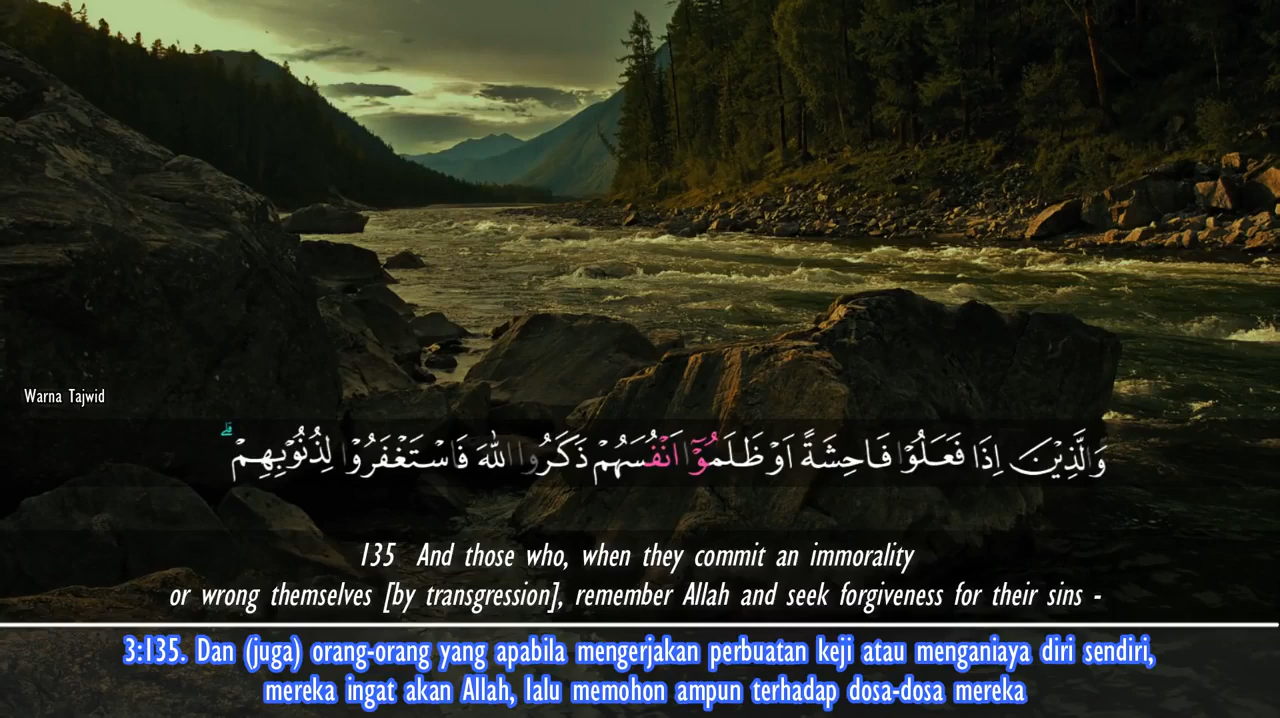 Warna Tajwid
وَالَّذِيْنَ اِذَا فَعَلُوْا فَاحِشَةً اَوْ ظَلَمُوْٓا اَنْفُسَهُمْ ذَكَرُوا اللّٰهَ فَاسْتَغْفَرُوْا لِذُنُوْبِهِمْۗ
135 And those who, when they commit an immorality
or wrong themselves [by transgression], remember Allah and seek forgiveness for their sins -
3:135. Dan (juga) orang-orang yang apabila mengerjakan perbuatan keji atau menganiaya diri sendiri,
mereka ingat akan Allah, lalu memohon ampun terhadap dosa-dosa mereka